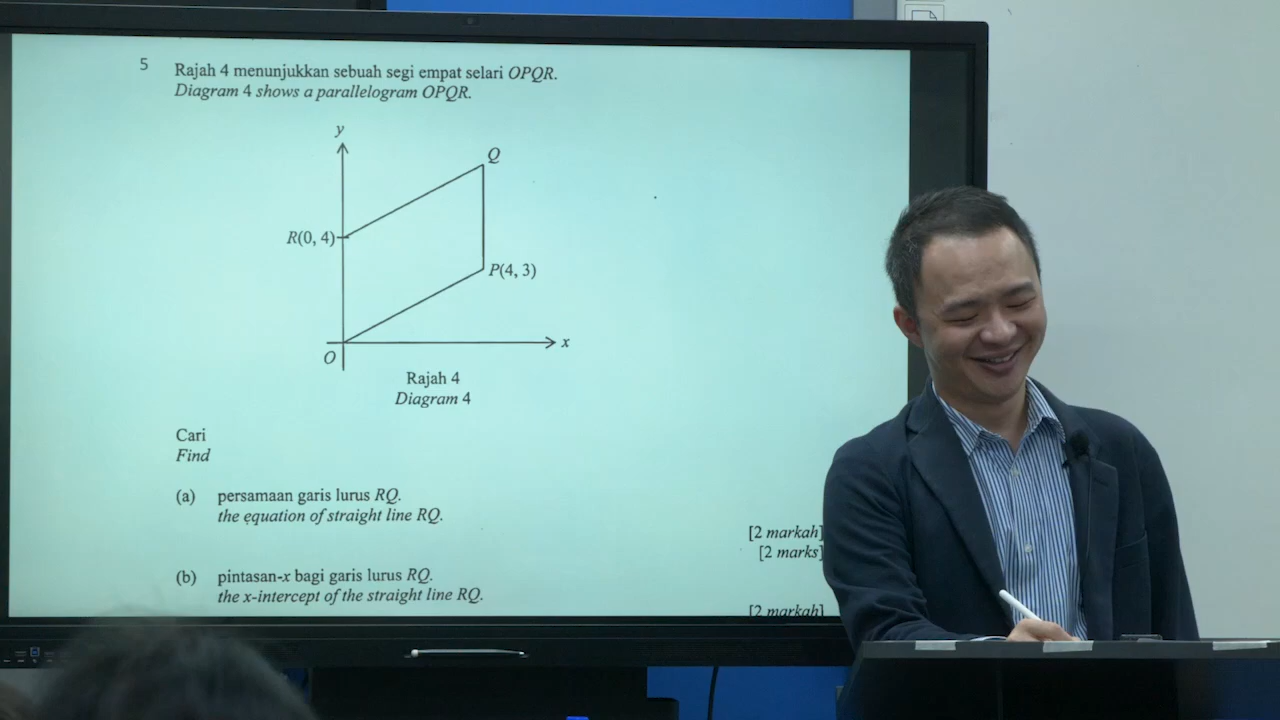 5 Rajah 4 menunjukkan sebuah segi empat selari OPQR.
Diagram 4 shows a parallelogram OPQR.
y
Q
R(0, 4)
P(4, 3)
O
x
Rajah 4
Diagram 4
Cari
Find
(a) persamaan garis lurus RQ.
the equation of straight line RQ.
[2 markah]
[2 marks]
(b) pintasan-x bagi garis lurus RQ.
the x-intercept of the straight line RQ.
[2 markah]